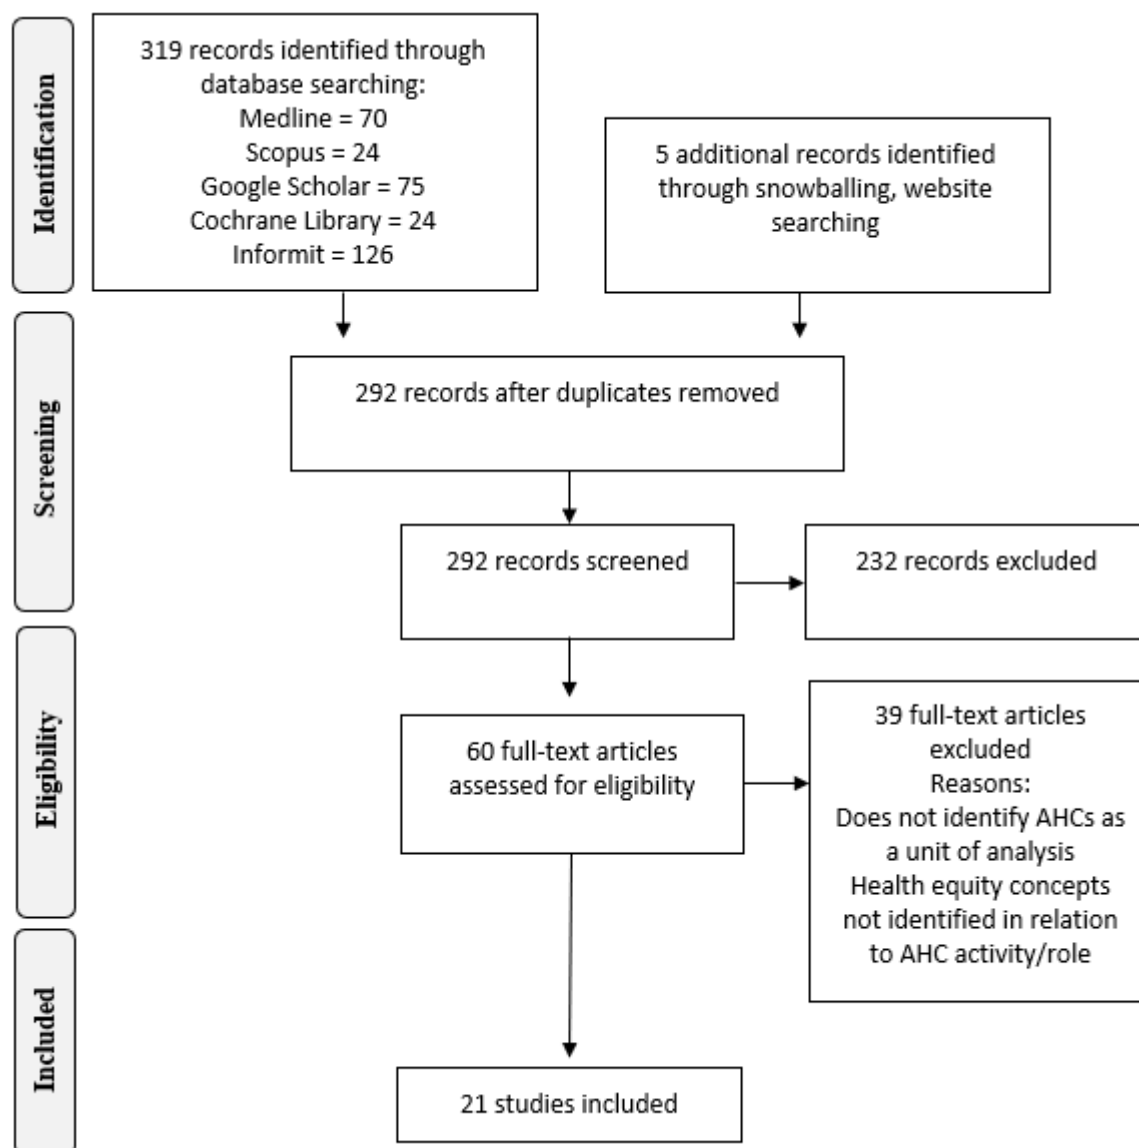 Identification
319 records identified through
database searching:
Medline = 70
Scopus = 24
Google Scholar = 75
Cochrane Library = 24
Informit = 126
5 additional records identified
through snowballing, website
searching
Screening
292 records after duplicates removed
292 records screened
232 records excluded
Eligibility
60 full-text articles
assessed for eligibility
39 full-text articles
excluded
Reasons:
Does not identify AHCs as
a unit of analysis
Health equity concepts
not identified in relation
to AHC activity/role
Included
21 studies included